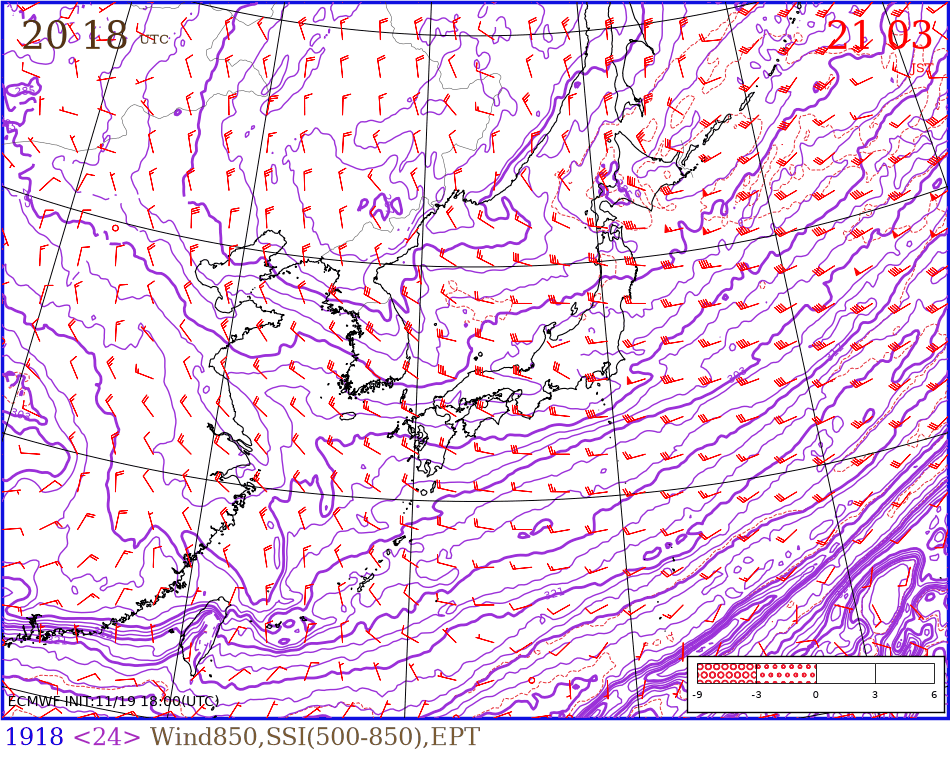 20 18 UTC 21 03
JST
321
ECMWF INIT:11/19 18:00(UTC)
-9 -3 0 3 6
1918 <24> Wind850,SSI(500-850),EPT